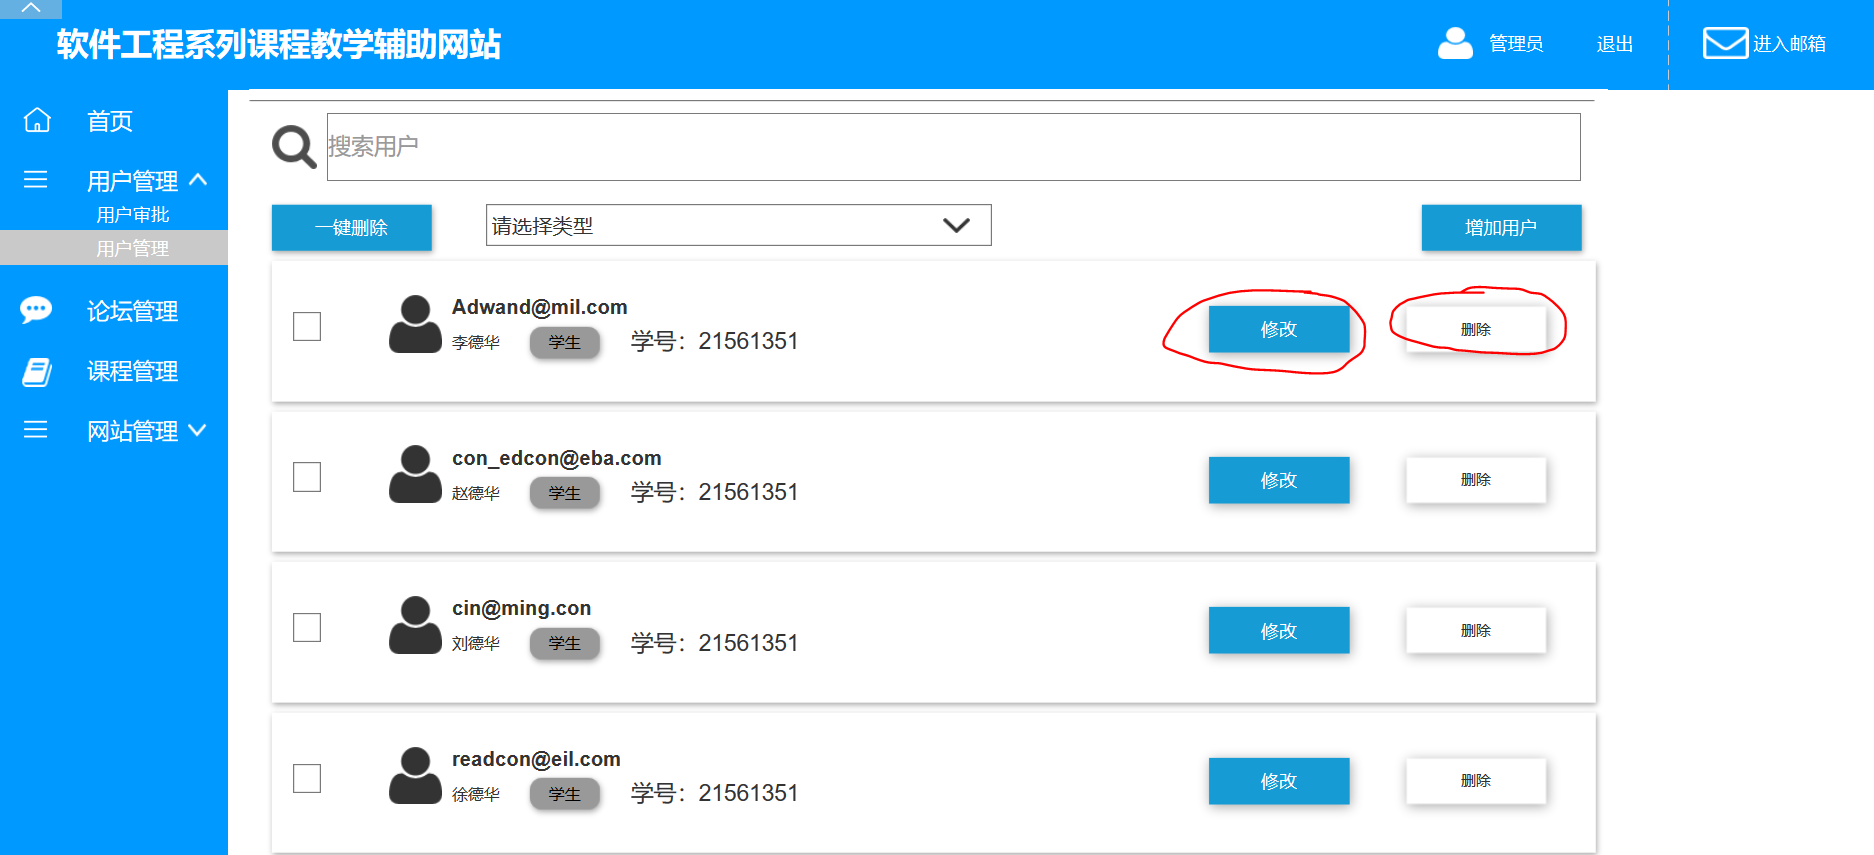 软件工程系列课程教学辅助网站
管理员
退出
进入邮箱
首页
用户管理
用户审批
用户管理
论坛管理
课程管理
网站管理
搜索用户
一键删除
请选择类型
增加用户
Adwand@mil.com
李德华
学生
学号：21561351
修改
删除
con_edcon@eba.com
赵德华
学生
学号：21561351
修改
删除
cin@ming.con
刘德华
学生
学号：21561351
修改
删除
readcon@eil.com
徐德华
学生
学号：21561351
修改
删除